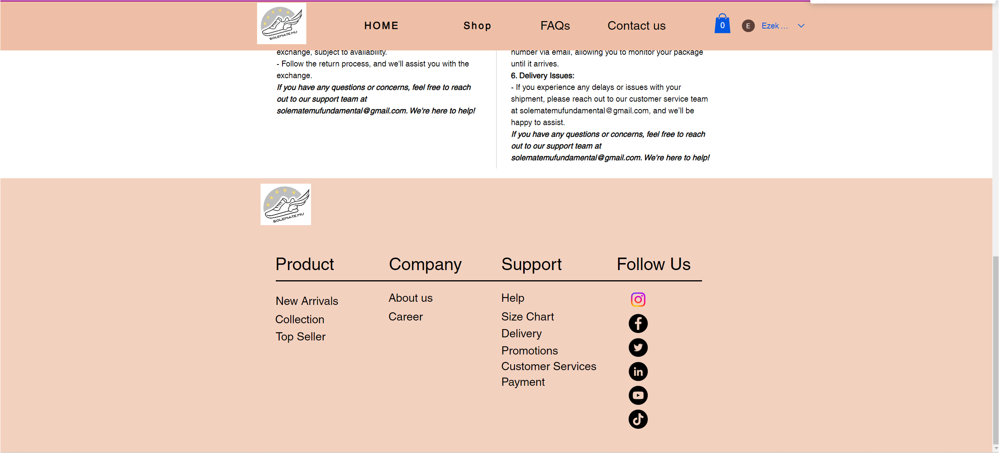 SOLEMATE MU
HOME
Shop
FAQs
Contact us
0
E
Ezek ...
exchange, subject to availability.
- Follow the return process, and we'll assist you with the
exchange.
If you have any questions or concerns, feel free to reach
out to our support team at
solematemufundamental@gmail.com. We're here to help!
number via email, allowing you to monitor your package
until it arrives.
6. Delivery Issues:
- If you experience any delays or issues with your
shipment, please reach out to our customer service team
at solematemufundamental@gmail.com, and we’ll be
happy to assist.
If you have any questions or concerns, feel free to reach
out to our support team at
solematemufundamental@gmail.com. We're here to help!
SOLEMATE MU
Product
New Arrivals
Collection
Top Seller
Company
About us
Career
Support
Help
Size Chart
Delivery
Promotions
Customer Services
Payment
Follow Us